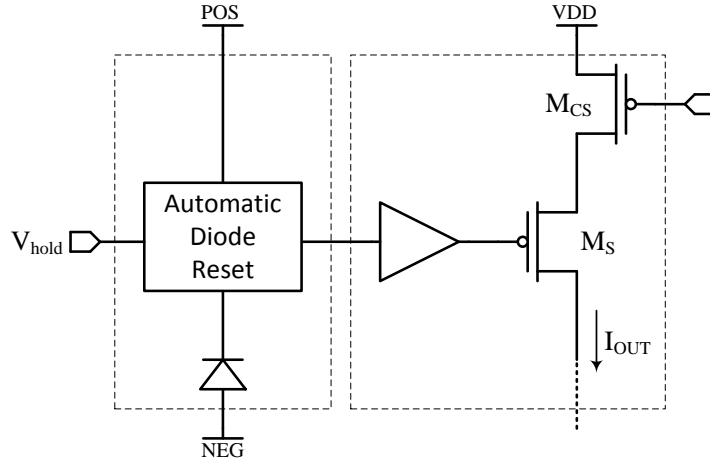 POS
VDD
M_CS
Automatic
Diode
Reset
V_hold
M_S
I_OUT
NEG